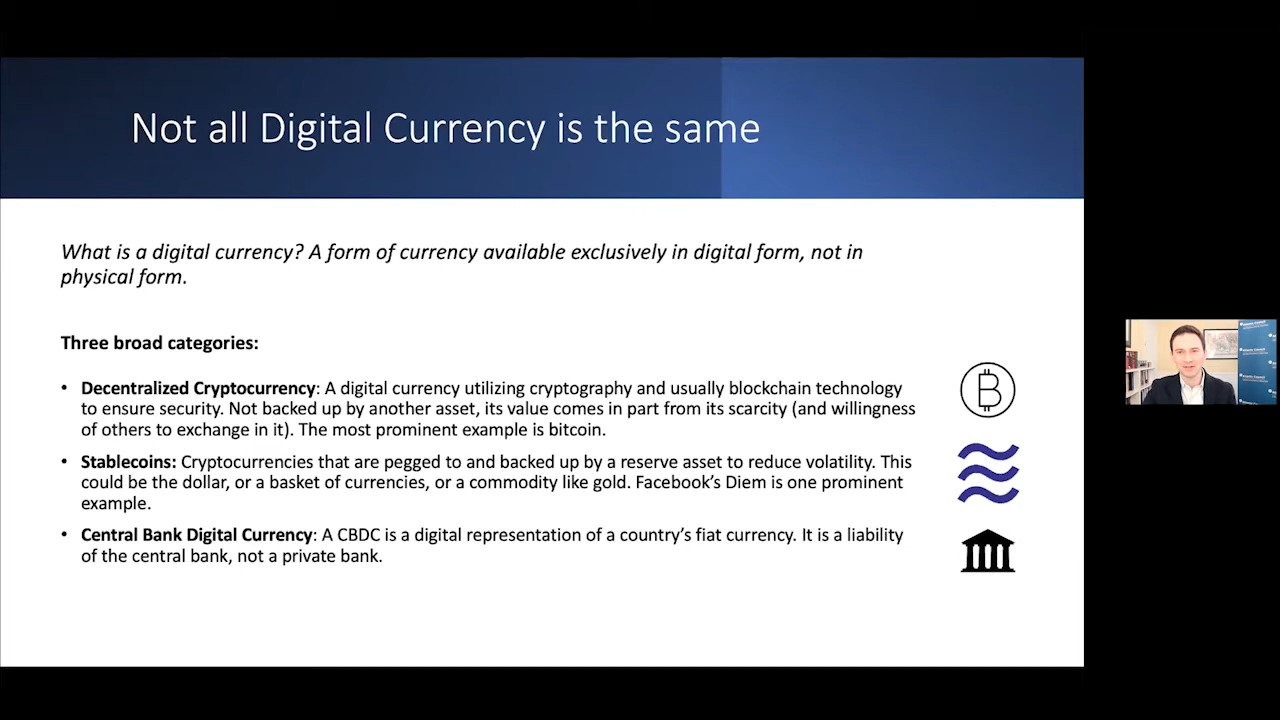 Not all Digital Currency is the same
What is a digital currency? A form of currency available exclusively in digital form, not in
physical form.
Three broad categories:
• Decentralized Cryptocurrency: A digital currency utilizing cryptography and usually blockchain technology
to ensure security. Not backed up by another asset, its value comes in part from its scarcity (and willingness
of others to exchange in it). The most prominent example is bitcoin.
• Stablecoins: Cryptocurrencies that are pegged to and backed up by a reserve asset to reduce volatility. This
could be the dollar, or a basket of currencies, or a commodity like gold. Facebook's Diem is one prominent
example.
• Central Bank Digital Currency: A CBDC is a digital representation of a country's fiat currency. It is a liability
of the central bank, not a private bank.